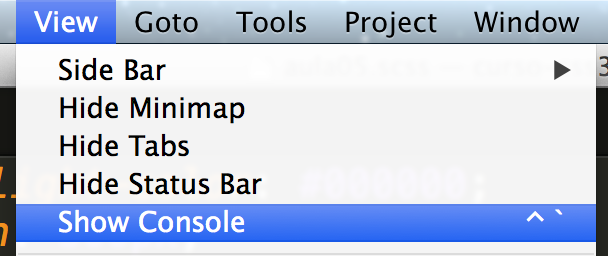 View Goto Tools Project Window
Side Bar ▶
Hide Minimap
Hide Tabs
Hide Status Bar
Show Console ^ `